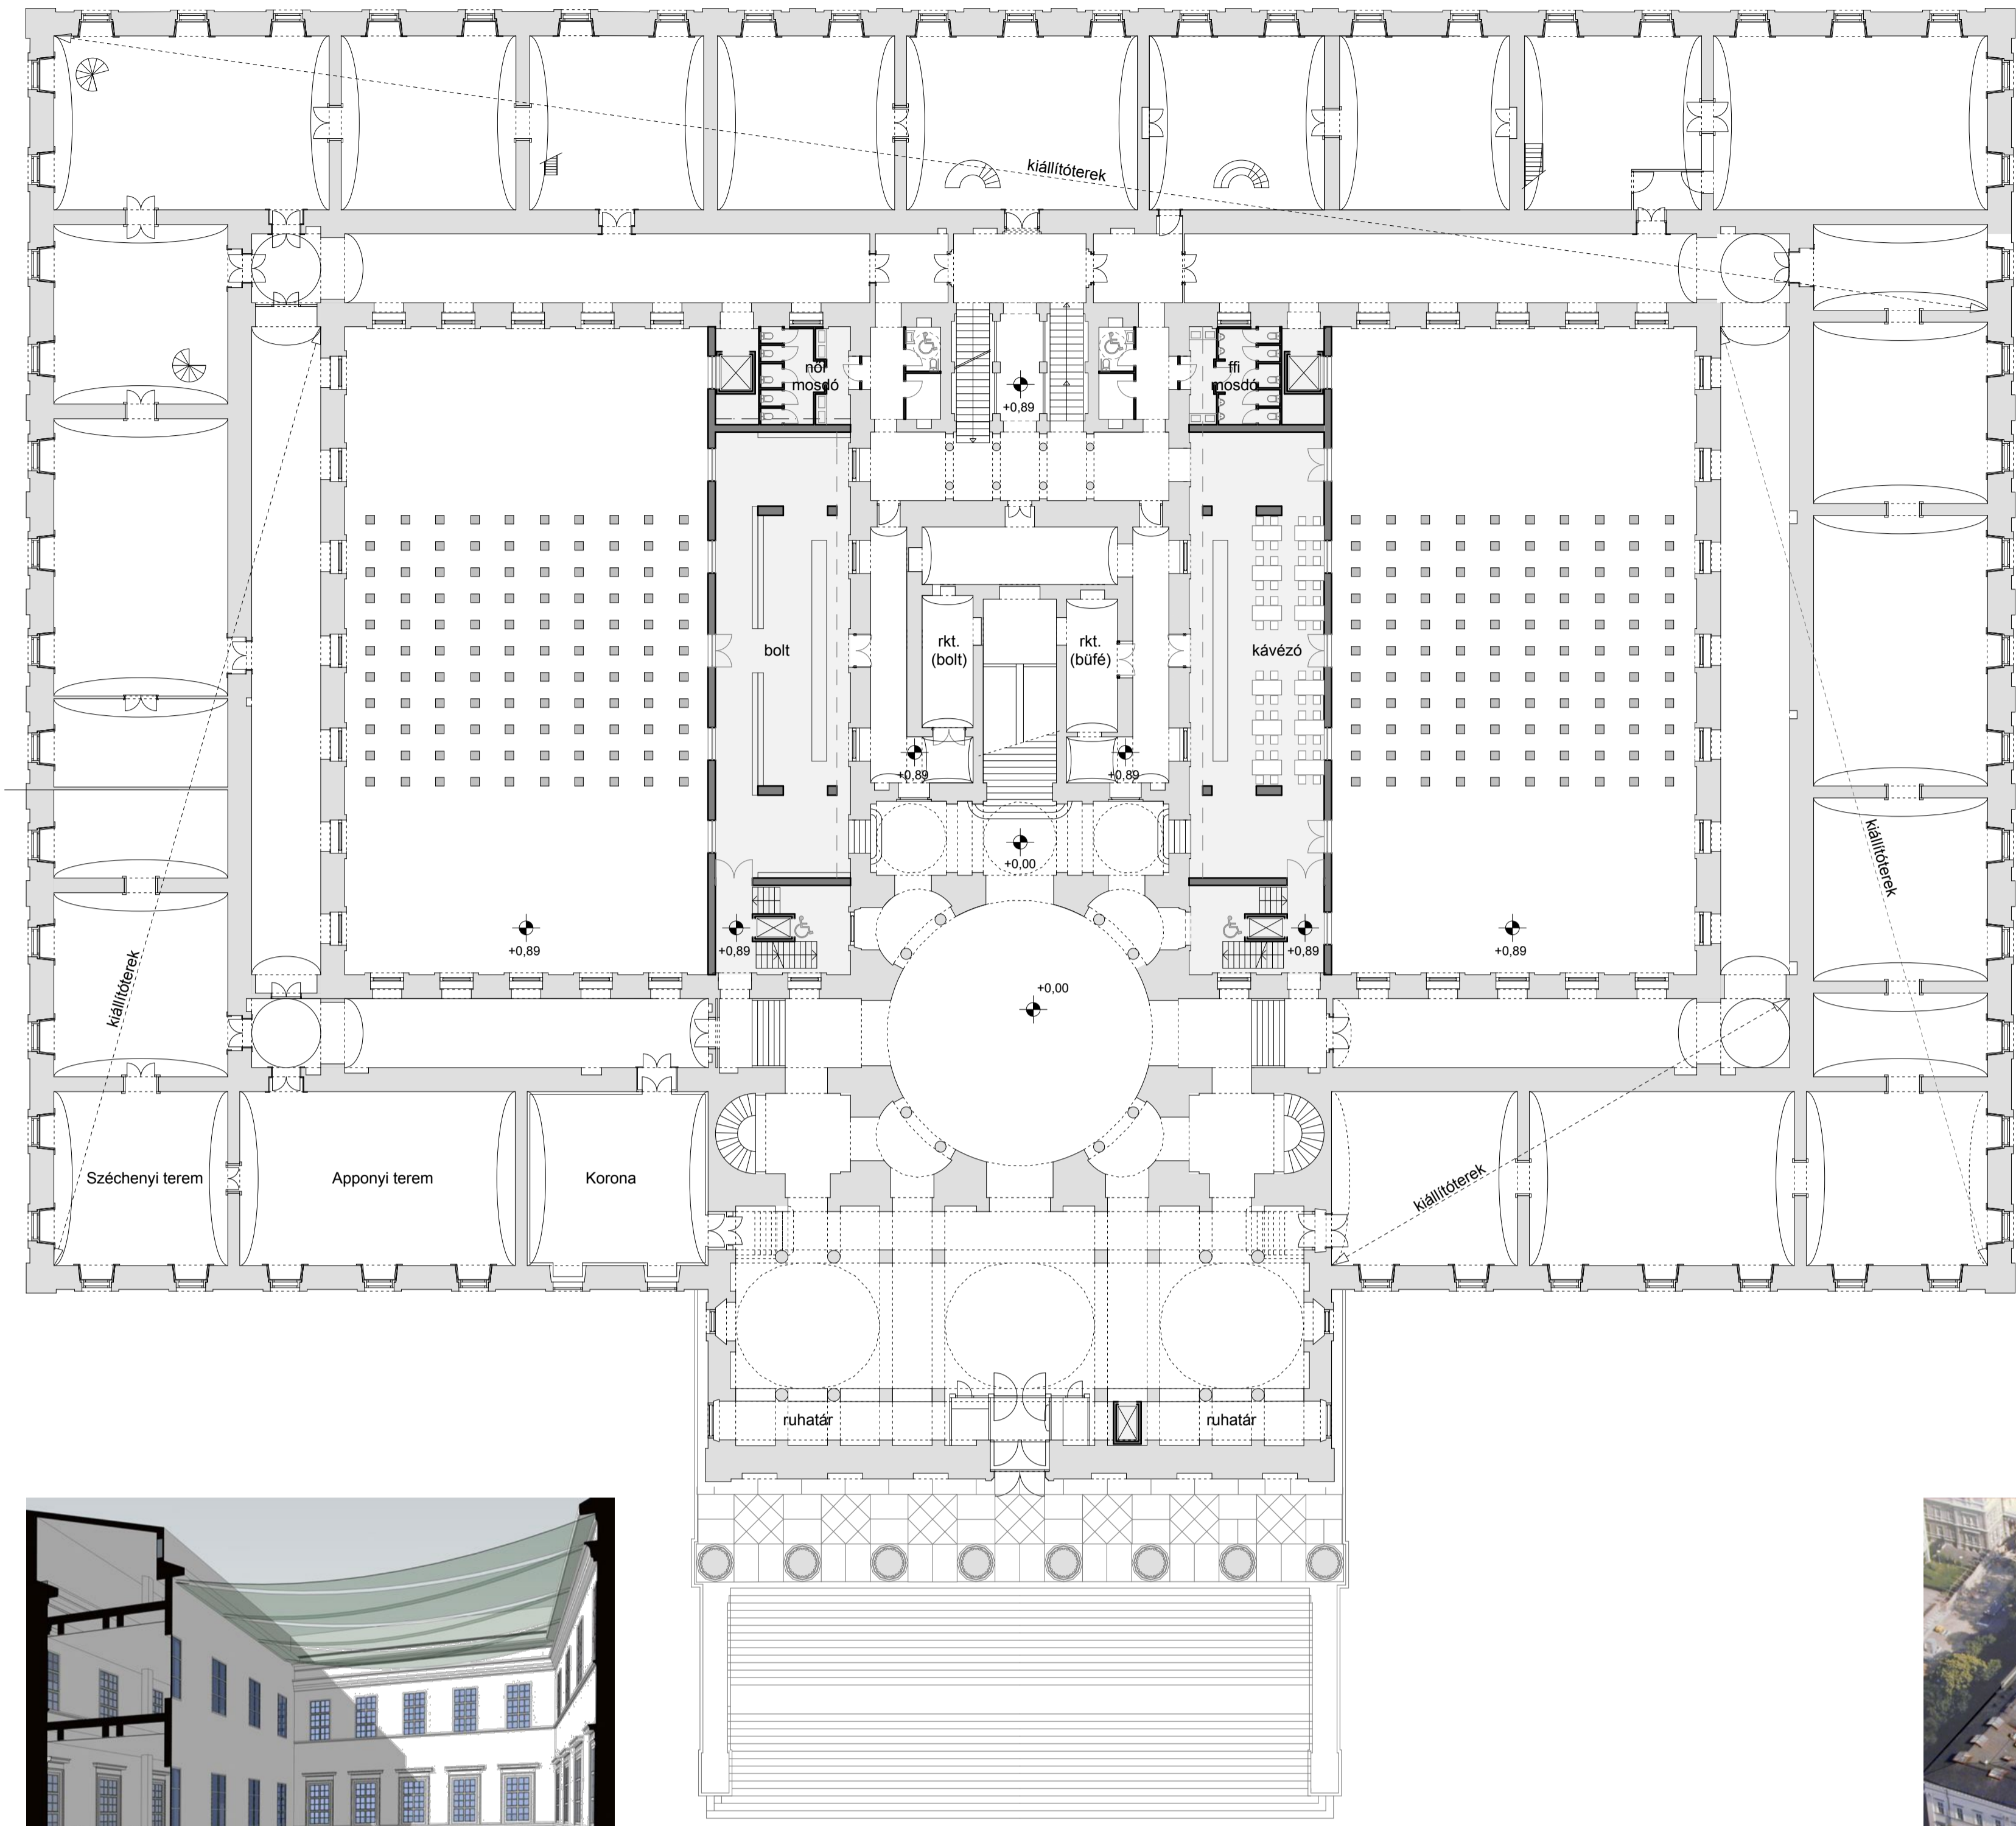 kiállítóterek
női
mosdó
ffi
mosdó
+0,89
bolt
rkt.
(bolt)
rkt.
(büfé)
kávézó
+0,89
+0,89
+0,00
+0,89
+0,89
+0,89
+0,89
+0,00
kiállítóterek
kiállítóterek
kiállítóterek
Széchenyi terem
Apponyi terem
Korona
ruhatár
ruhatár